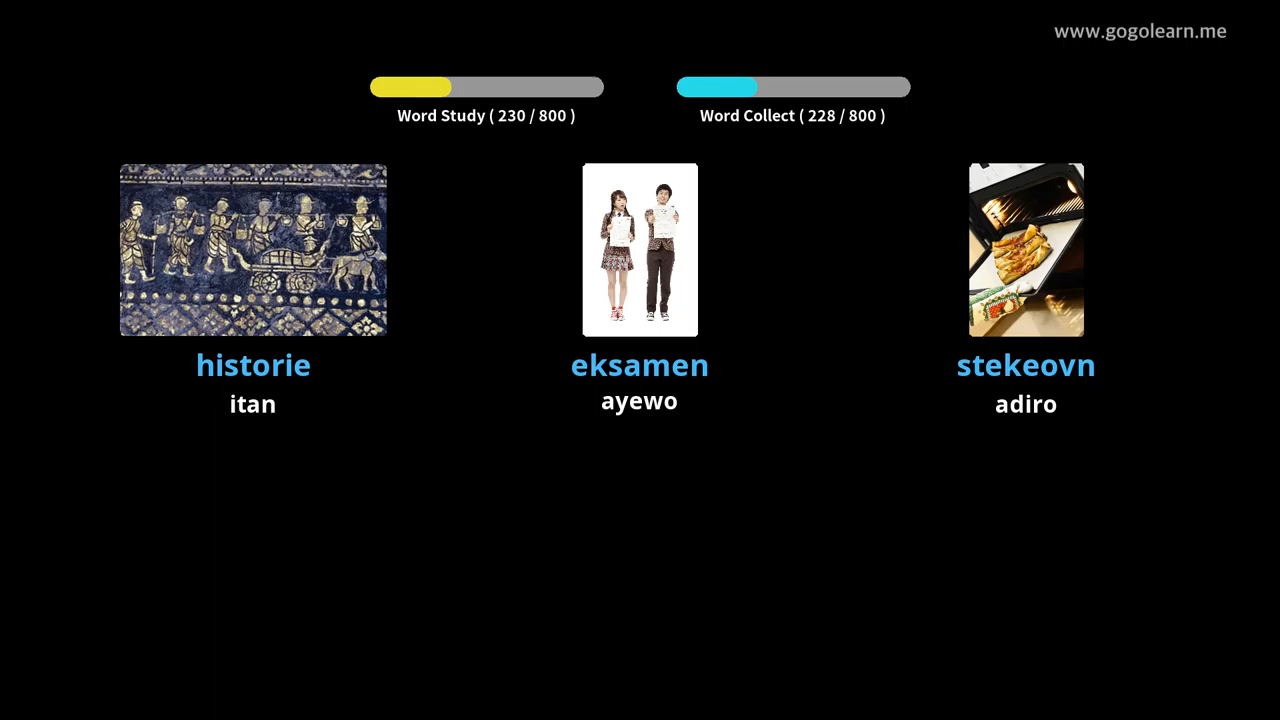 www.gogolearn.me
Word Study ( 230 / 800 )
Word Collect ( 228 / 800 )
historie
eksamen
stekeovn
itan
ayewo
adiro